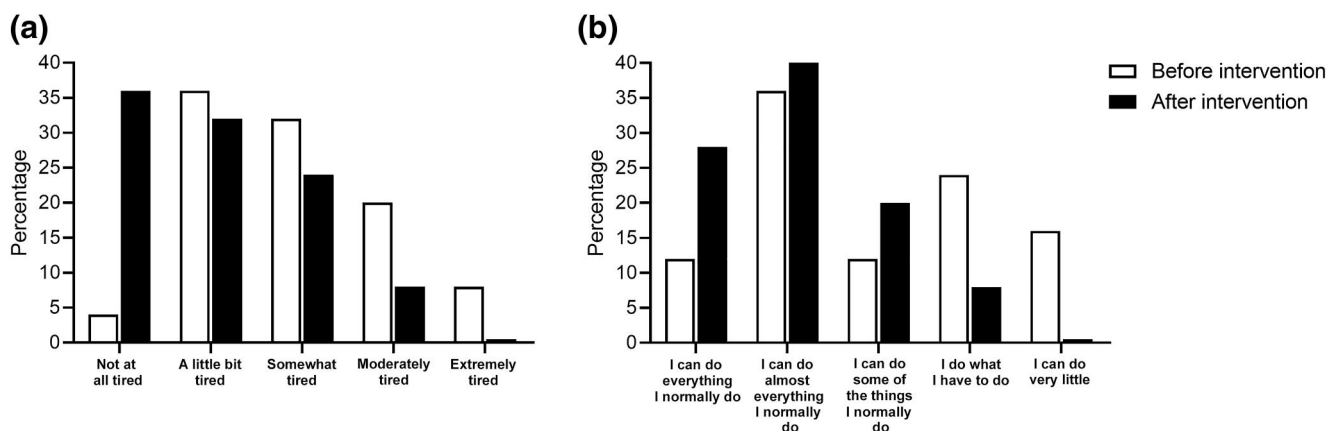 (a)
Percentage
40
35
30
25
20
15
10
5
0
Not at
all tired
A little bit
tired
Somewhat
tired
Moderately
tired
Extremely
tired
(b)
Percentage
40
35
30
25
20
15
10
5
0
I can do
everything
I normally do
I can do
almost
everything
I normally
do
I can do
some of
the things
I normally
do
I do what
I have to do
I can do
very little
Before intervention
After intervention